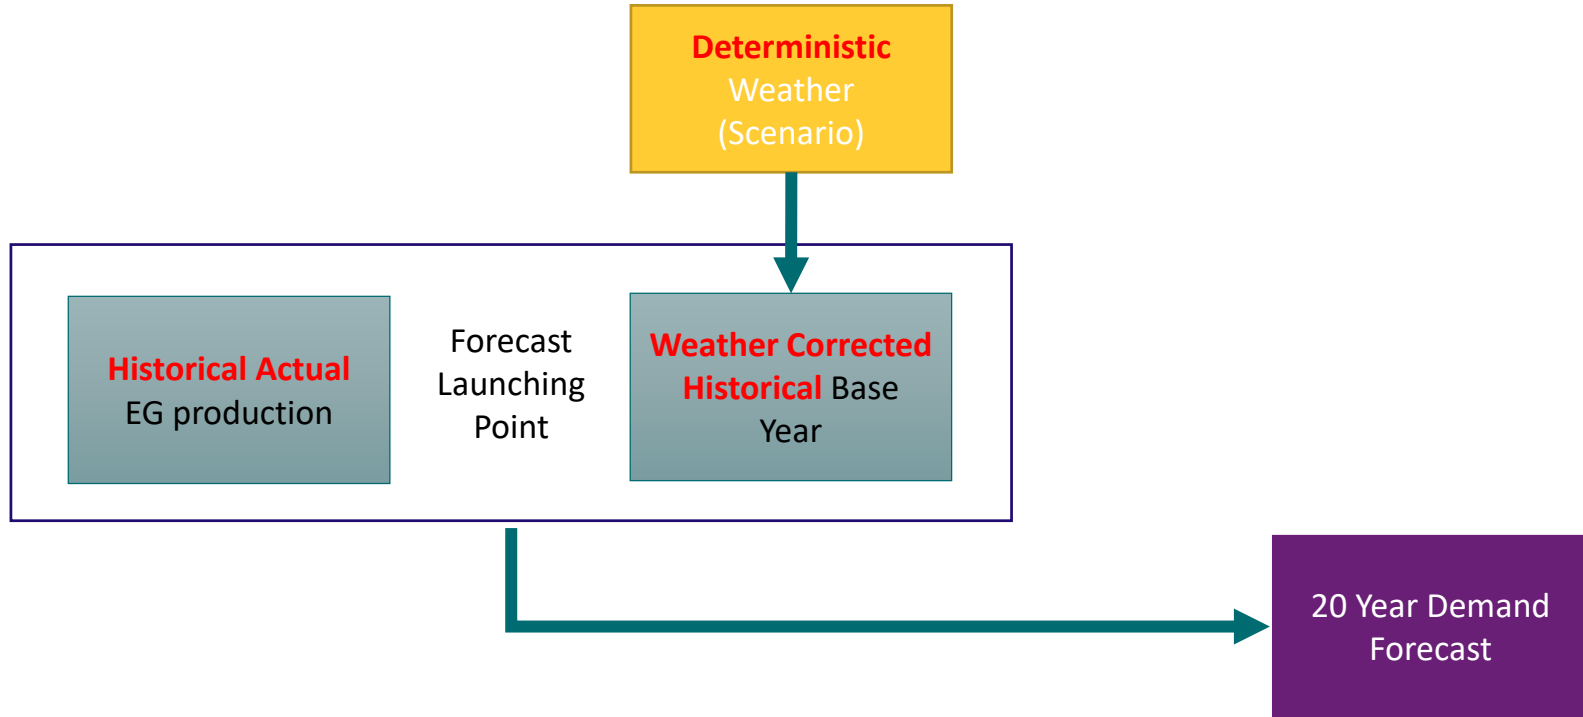 Deterministic
Weather
(Scenario)
Historical Actual
EG production
Forecast
Launching
Point
Weather Corrected
Historical Base
Year
20 Year Demand
Forecast